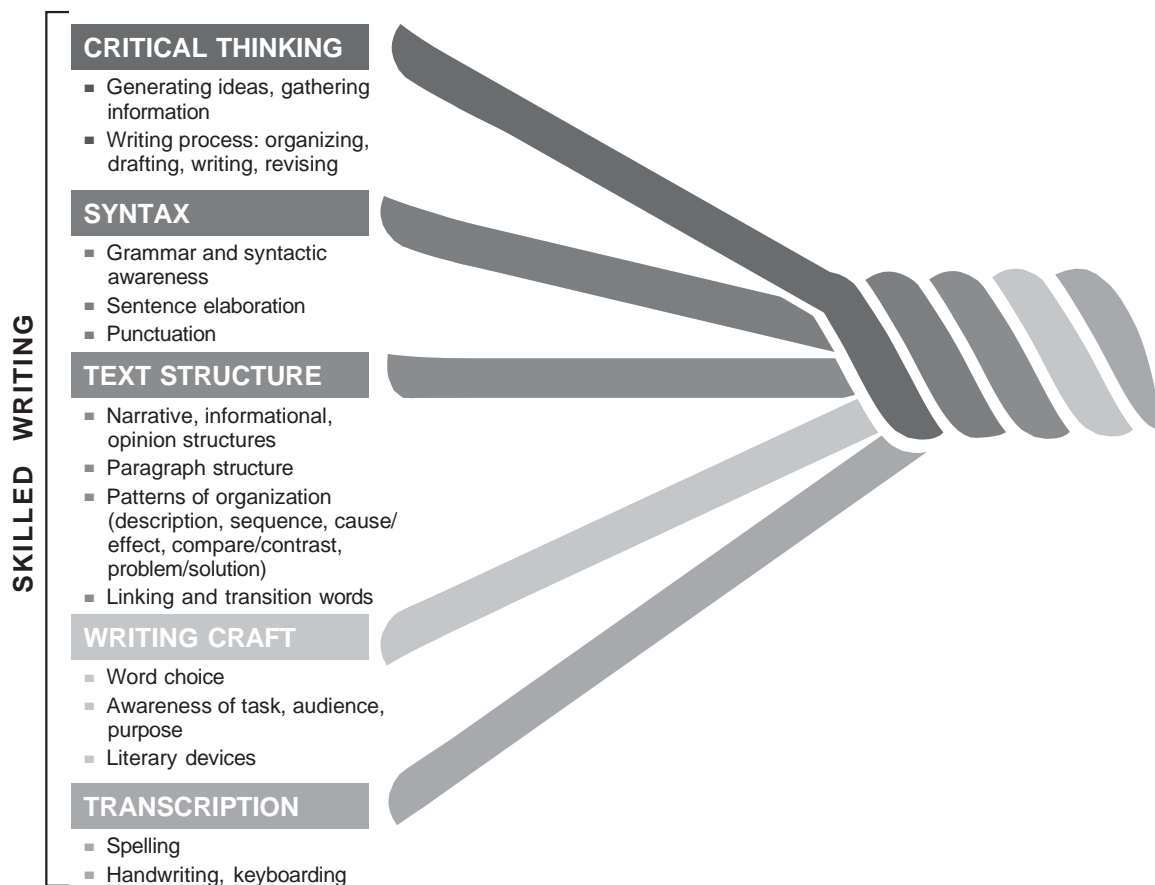 SKILLED WRITING
CRITICAL THINKING
Generating ideas, gathering
information
Writing process: organizing,
drafting, writing, revising
SYNTAX
Grammar and syntactic
awareness
Sentence elaboration
Punctuation
TEXT STRUCTURE
Narrative, informational,
opinion structures
Paragraph structure
Patterns of organization
(description, sequence, cause/
effect, compare/contrast,
problem/solution)
Linking and transition words
WRITING CRAFT
Word choice
Awareness of task, audience,
purpose
Literary devices
TRANSCRIPTION
Spelling
Handwriting, keyboarding